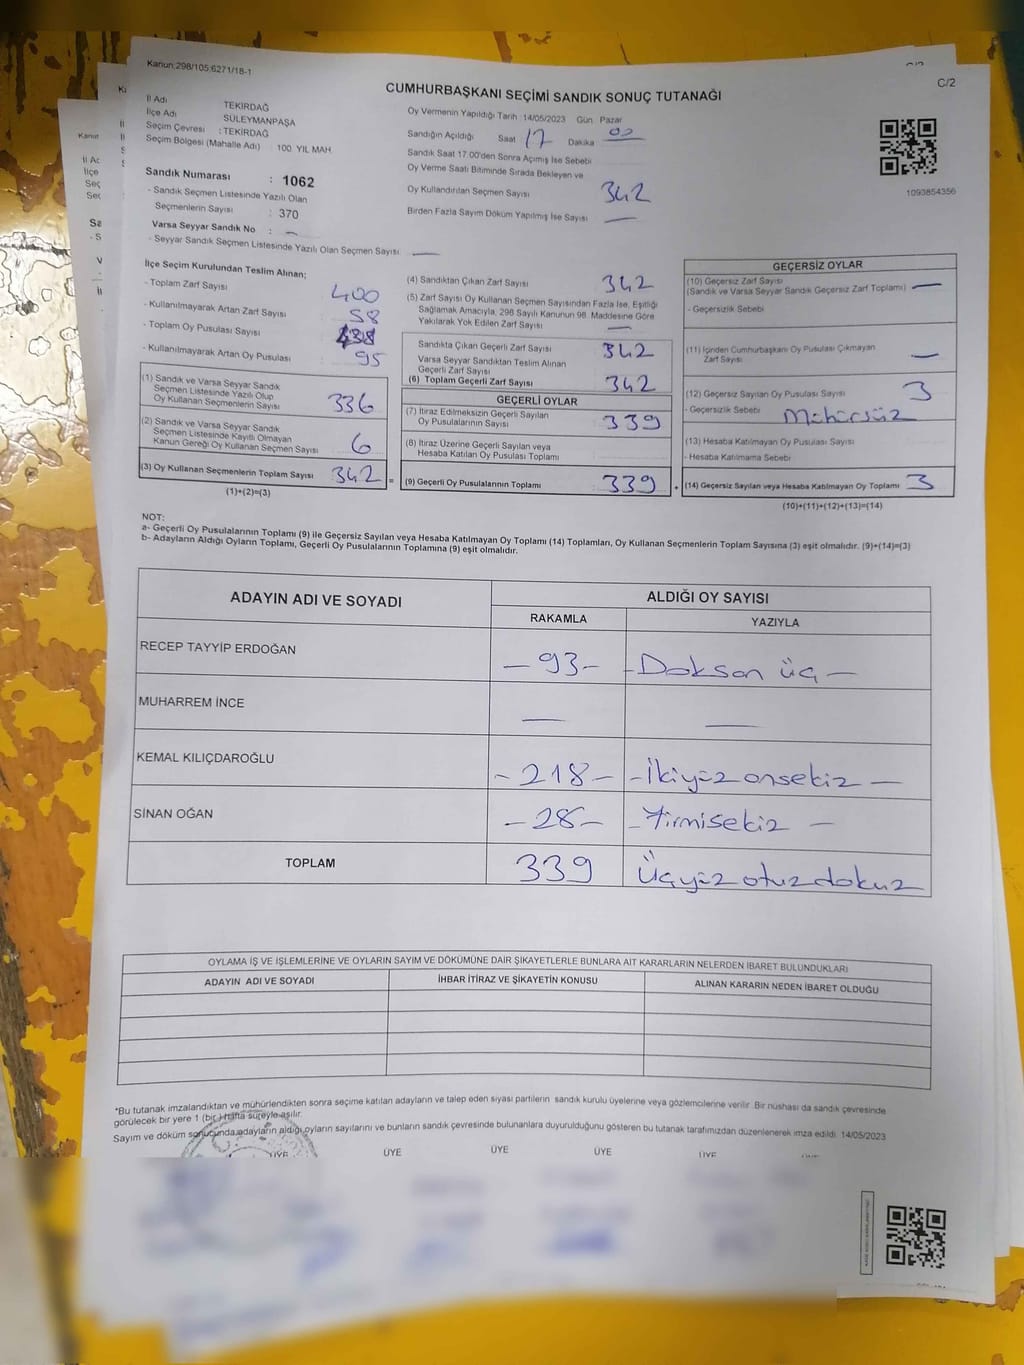 Kanun;298/105;6271/18-1
C/2
CUMHURBAŞKANI SEÇİMİ SANDIK SONUÇ TUTANAĞI
İl Adı TEKİRDAĞ
İlçe Adı SÜLEYMANPAŞA
Seçim Çevresi : TEKİRDAĞ
Seçim Bölgesi (Mahalle Adı) 100. YIL MAH.
Sandık Numarası : 1062
- Sandık Seçmen Listesinde Yazılı Olan
Seçmenlerin Sayısı : 370
Varsa Seyyar Sandık No : —
- Seyyar Sandık Seçmen Listesinde Yazılı Olan Seçmen Sayısı: —
Oy Vermenin Yapıldığı Tarih :14/05/2023 Gün: Pazar
Sandığın Açıldığı Saat 17 Dakika 00
Sandık Saat 17.00'den Sonra Açılmış İse Sebebi
Oy Verme Saati Bitiminde Sırada Bekleyen ve
Oy Kullandırılan Seçmen Sayısı 342
Birden Fazla Sayım Döküm Yapılmış İse Sayısı —
1093854356
İlçe Seçim Kurulundan Teslim Alınan;
- Toplam Zarf Sayısı 400
- Kullanılmayarak Artan Zarf Sayısı 58
- Toplam Oy Pusulası Sayısı
- Kullanılmayarak Artan Oy Pusulası 95
(1) Sandık ve Varsa Seyyar Sandık
Seçmen Listesinde Yazılı Olup
Oy Kullanan Seçmenlerin Sayısı 336
(2) Sandık ve Varsa Seyyar Sandık
Seçmen Listesinde Kayıtlı Olmayan
Kanun Gereği Oy Kullanan Seçmen Sayısı 6
(3) Oy Kullanan Seçmenlerin Toplam Sayısı 342 =
(1)+(2)=(3)
(4) Sandıktan Çıkan Zarf Sayısı 342
(5) Zarf Sayısı Oy Kullanan Seçmen Sayısından Fazla İse, Eşitliği
Sağlamak Amacıyla, 298 Sayılı Kanunun 98. Maddesine Göre
Yakılarak Yok Edilen Zarf Sayısı —
Sandıkta Çıkan Geçerli Zarf Sayısı 342
Varsa Seyyar Sandıktan Teslim Alınan
Geçerli Zarf Sayısı
(6) Toplam Geçerli Zarf Sayısı 342
GEÇERLİ OYLAR
(7) İtiraz Edilmeksizin Geçerli Sayılan
Oy Pusulalarının Sayısı 339
(8) İtiraz Üzerine Geçerli Sayılan veya
Hesaba Katılan Oy Pusulası Toplamı
(9) Geçerli Oy Pusulalarının Toplamı 339 +
GEÇERSİZ OYLAR
(10) Geçersiz Zarf Sayısı
(Sandık ve Varsa Seyyar Sandık Geçersiz Zarf Toplamı) —
- Geçersizlik Sebebi
(11) İçinden Cumhurbaşkanı Oy Pusulası Çıkmayan
Zarf Sayısı —
(12) Geçersiz Sayılan Oy Pusulası Sayısı 3
- Geçersizlik Sebebi Mühürsüz
(13) Hesaba Katılmayan Oy Pusulası Sayısı
- Hesaba Katılmama Sebebi
(14) Geçersiz Sayılan veya Hesaba Katılmayan Oy Toplamı 3
(10)+(11)+(12)+(13)=(14)
NOT:
a- Geçerli Oy Pusulalarının Toplamı (9) ile Geçersiz Sayılan veya Hesaba Katılmayan Oy Toplamı (14) Toplamları, Oy Kullanan Seçmenlerin Toplam Sayısına (3) eşit olmalıdır. (9)+(14)=(3)
b- Adayların Aldığı Oyların Toplamı, Geçerli Oy Pusulalarının Toplamına (9) eşit olmalıdır.
ADAYIN ADI VE SOYADI
ALDIĞI OY SAYISI
RAKAMLA YAZIYLA
RECEP TAYYİP ERDOĞAN — 93 — — Doksan üç —
MUHARREM İNCE — —
KEMAL KILIÇDAROĞLU — 218 — — İkiyüz onsekiz —
SİNAN OĞAN — 28 — — Yirmisekiz —
TOPLAM 339 Üçyüz otuzdokuz
OYLAMA İŞ VE İŞLEMLERİNE VE OYLARIN SAYIM VE DÖKÜMÜNE DAİR ŞİKAYETLERLE BUNLARA AİT KARARLARIN NELERDEN İBARET BULUNDUKLARI
ADAYIN ADI VE SOYADI İHBAR İTİRAZ VE ŞİKAYETİN KONUSU ALINAN KARARIN NEDEN İBARET OLDUĞU
*Bu tutanak imzalandıktan ve mühürlendikten sonra seçime katılan adayların ve talep eden siyasi partilerin sandık kurulu üyelerine veya gözlemcilerine verilir. Bir nüshası da sandık çevresinde
görülecek bir yere 1 (bir ) hafta süreyle asılır.
Sayım ve döküm sonucunda adayların aldığı oyların sayılarını ve bunların sandık çevresinde bulunanlara duyurulduğunu gösteren bu tutanak tarafımızdan düzenlenerek imza edildi. 14/05/2023
ÜYE ÜYE ÜYE ÜYE ÜYE